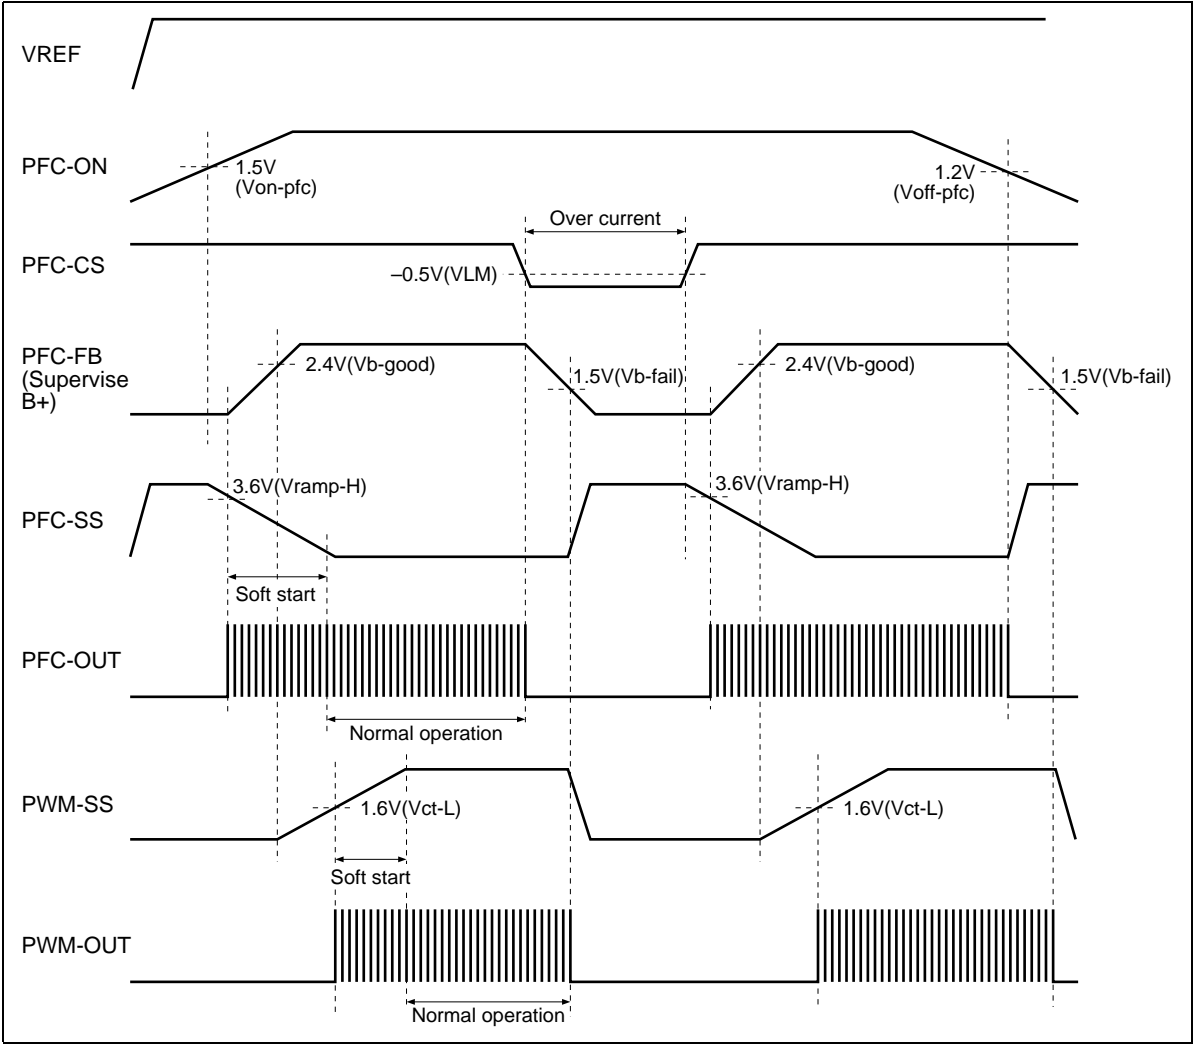 VREF
PFC-ON
1.5V
(Von-pfc)
1.2V
(Voff-pfc)
Over current
PFC-CS
–0.5V(VLM)
PFC-FB
(Supervise
B+)
2.4V(Vb-good)
1.5V(Vb-fail)
2.4V(Vb-good)
1.5V(Vb-fail)
3.6V(Vramp-H)
3.6V(Vramp-H)
PFC-SS
Soft start
PFC-OUT
Normal operation
PWM-SS
1.6V(Vct-L)
1.6V(Vct-L)
Soft start
PWM-OUT
Normal operation